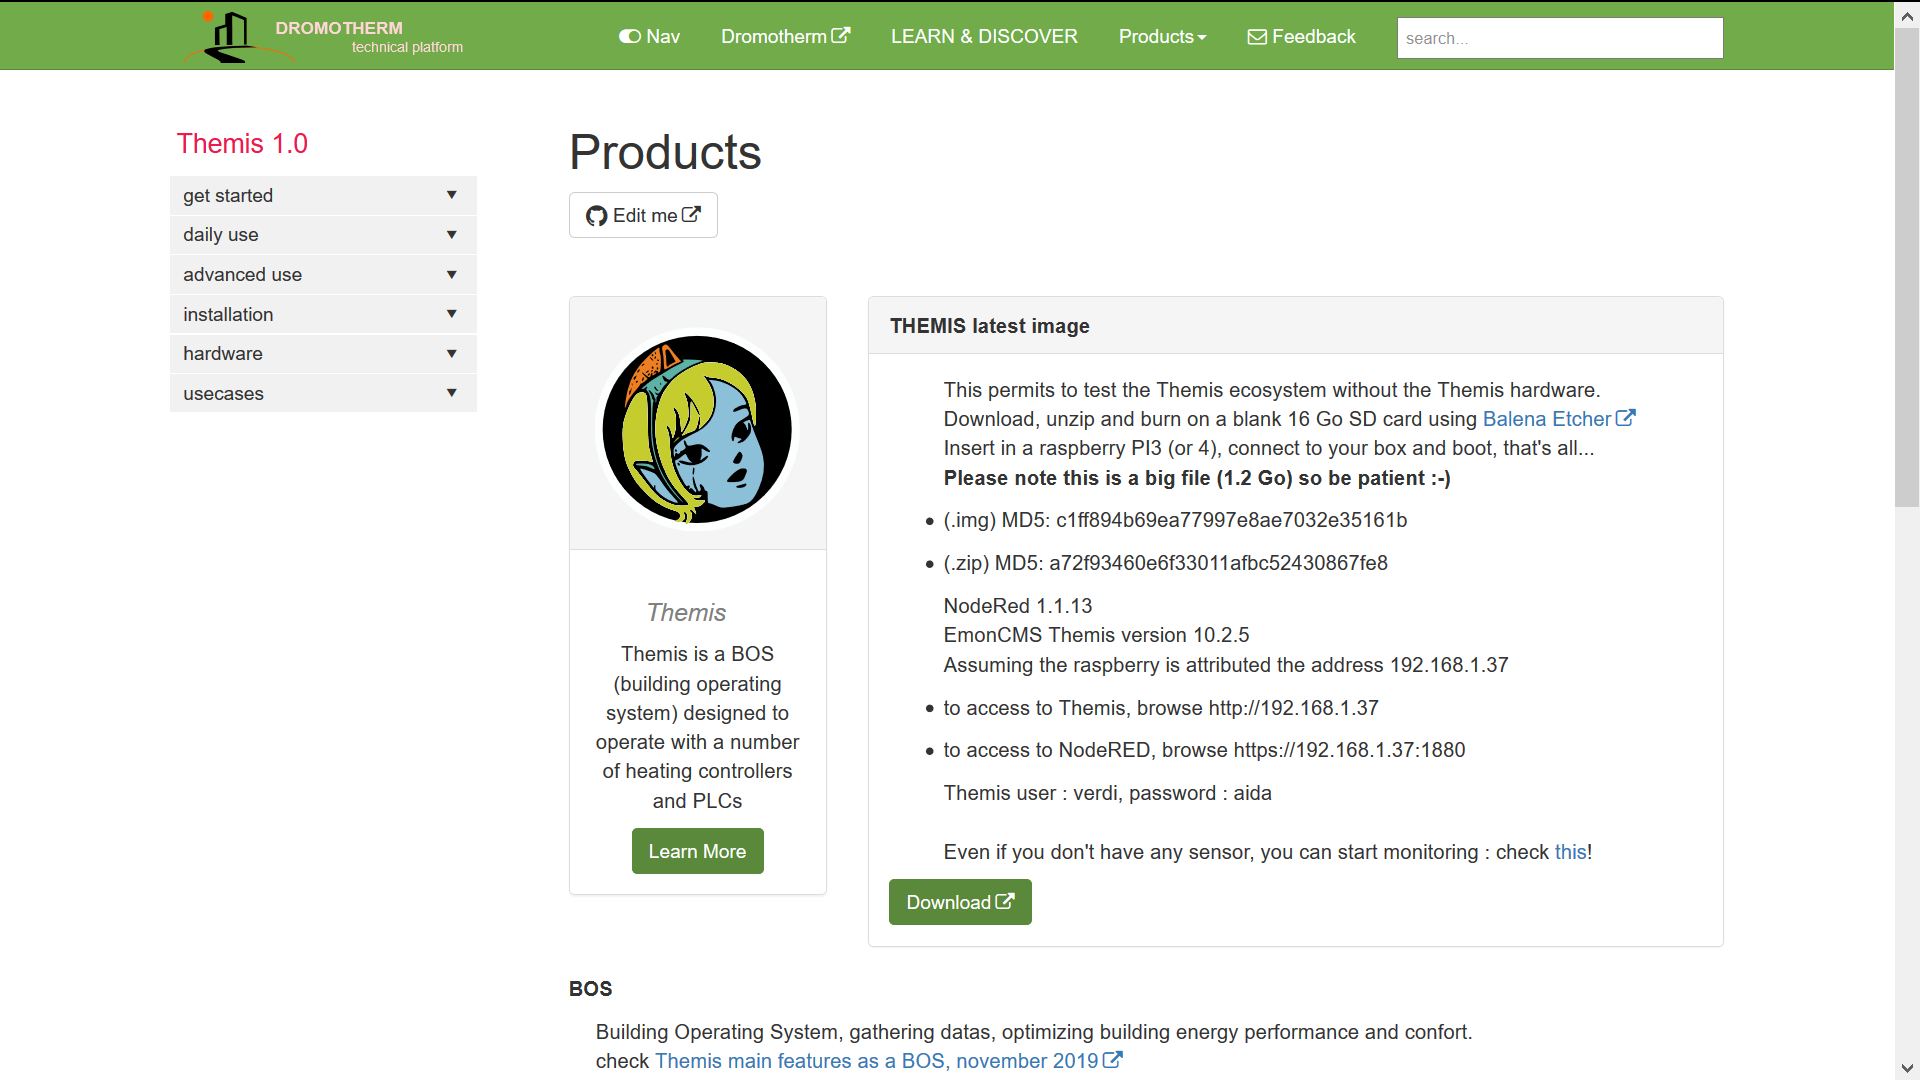 DROMOTHERM
technical platform
Nav
Dromotherm
LEARN & DISCOVER
Products
Feedback
search...
Themis 1.0
get started
daily use
advanced use
installation
hardware
usecases
Products
Edit me
Themis
Themis is a BOS
(building operating
system) designed to
operate with a number
of heating controllers
and PLCs
Learn More
THEMIS latest image
This permits to test the Themis ecosystem without the Themis hardware.
Download, unzip and burn on a blank 16 Go SD card using Balena Etcher
Insert in a raspberry PI3 (or 4), connect to your box and boot, that's all...
Please note this is a big file (1.2 Go) so be patient :-)
(.img) MD5: c1ff894b69ea77997e8ae7032e35161b
(.zip) MD5: a72f93460e6f33011afbc52430867fe8
NodeRed 1.1.13
EmonCMS Themis version 10.2.5
Assuming the raspberry is attributed the address 192.168.1.37
to access to Themis, browse http://192.168.1.37
to access to NodeRED, browse https://192.168.1.37:1880
Themis user : verdi, password : aida
Even if you don't have any sensor, you can start monitoring : check this!
Download
BOS
Building Operating System, gathering datas, optimizing building energy performance and confort.
check Themis main features as a BOS, november 2019